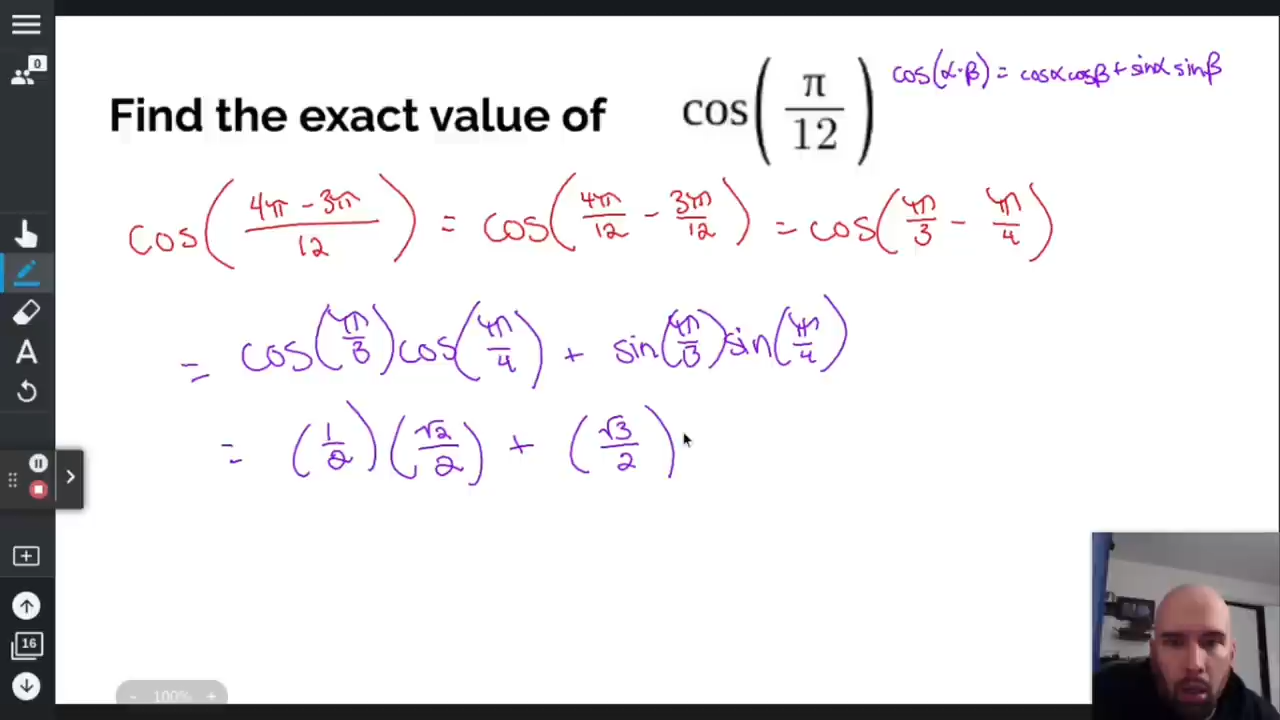 0
cos(α-β) = cosα cosβ + sinα sinβ
Find the exact value of cos(π/12)
cos((4π - 3π)/12) = cos(4π/12 - 3π/12) = cos(π/3 - π/4)
= cos(π/3)cos(π/4) + sin(π/3)sin(π/4)
= (1/2)(√2/2) + (√3/2)
A
16
- 100% +